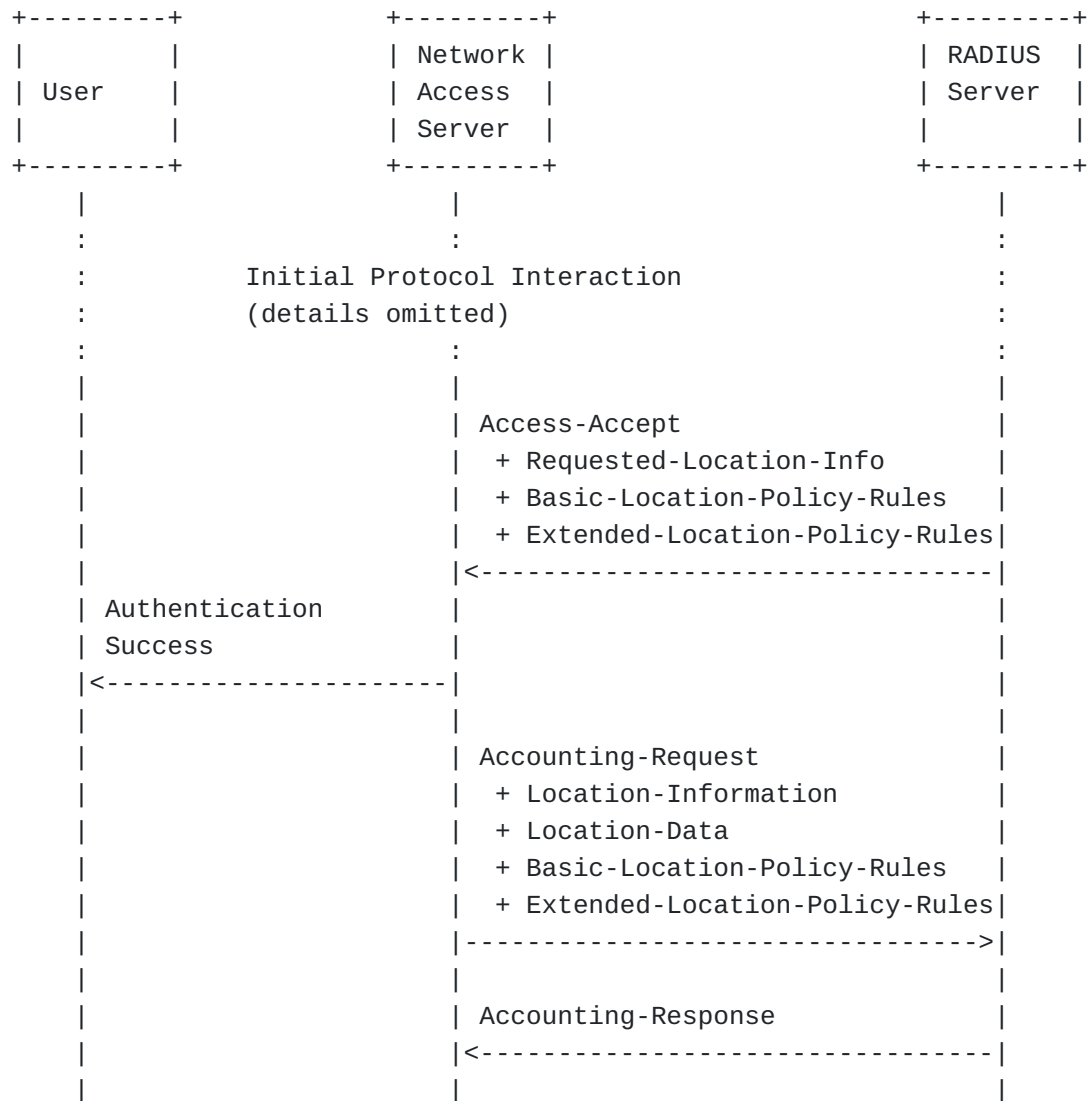 +---------+             +---------+                       +---------+
|         |             | Network |                       | RADIUS  |
| User    |             | Access  |                       | Server  |
|         |             | Server  |                       |         |
+---------+             +---------+                       +---------+
    |                       |                                  |
    :                       :                                  :
    :          Initial Protocol Interaction                    :
    :          (details omitted)                               :
    :                       :                                  :
    |                       |                                  |
    |                       | Access-Accept                    |
    |                       |  + Requested-Location-Info       |
    |                       |  + Basic-Location-Policy-Rules   |
    |                       |  + Extended-Location-Policy-Rules|
    |                       |<---------------------------------|
    | Authentication        |                                  |
    | Success               |                                  |
    |<----------------------|                                  |
    |                       |                                  |
    |                       | Accounting-Request               |
    |                       |  + Location-Information          |
    |                       |  + Location-Data                 |
    |                       |  + Basic-Location-Policy-Rules   |
    |                       |  + Extended-Location-Policy-Rules|
    |                       |--------------------------------->|
    |                       |                                  |
    |                       | Accounting-Response              |
    |                       |<---------------------------------|
    |                       |                                  |